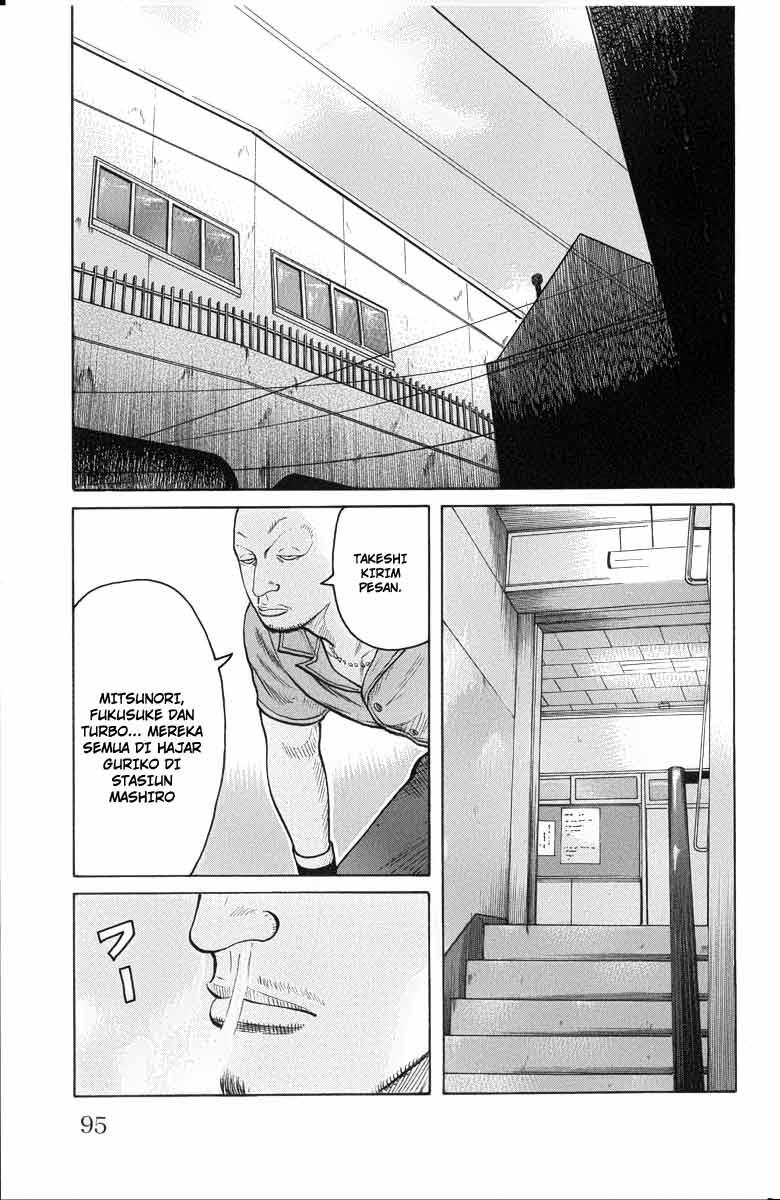 TAKESHI
KIRIM
PESAN.
MITSUNORI,
FUKUSUKE DAN
TURBO... MEREKA
SEMUA DI HAJAR
GURIKO DI
STASIUN
MASHIRO
フー
95